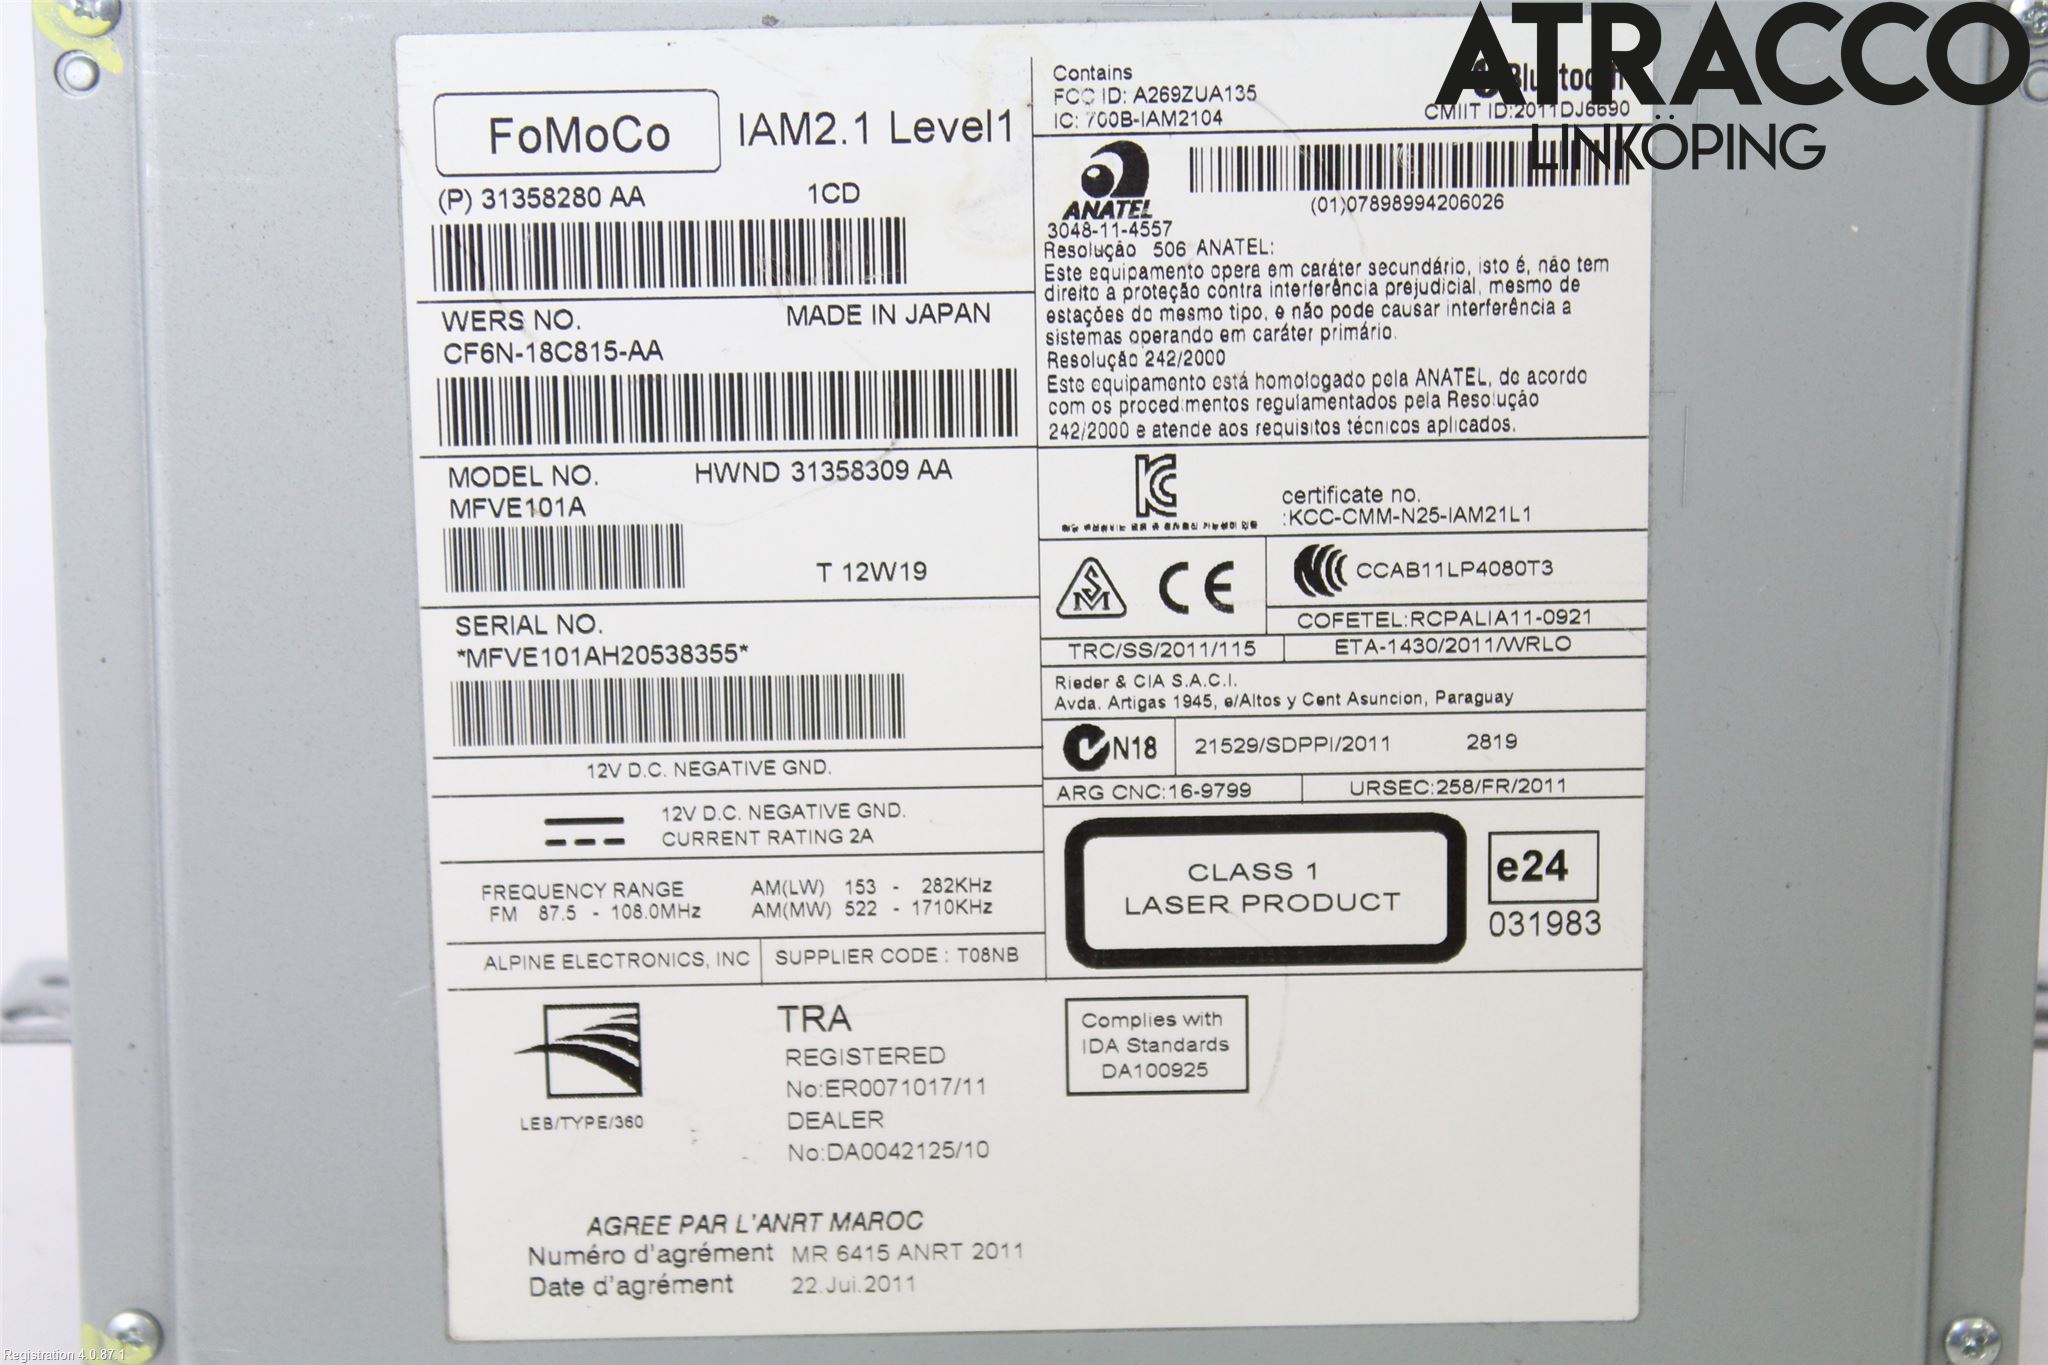 ATRACCO
LINKÖPING
FoMoCo
IAM2.1 Level1
(P) 31358280 AA
1CD
WERS NO.
MADE IN JAPAN
CF6N-18C815-AA
MODEL NO.
HWND 31358309 AA
MFVE101A
T 12W19
SERIAL NO.
*MFVE101AH20538355*
12V D.C. NEGATIVE GND.
12V D.C. NEGATIVE GND.
CURRENT RATING 2A
FREQUENCY RANGE
FM 87.5 - 108.0MHz
AM(LW) 153 - 282KHz
AM(MW) 522 - 1710KHz
ALPINE ELECTRONICS, INC
SUPPLIER CODE : T08NB
LEB/TYPE/360
TRA
REGISTERED
No:ER0071017/11
DEALER
No:DA0042125/10
AGREE PAR L'ANRT MAROC
Numéro d'agrément MR 6415 ANRT 2011
Date d'agrément 22.Jui.2011
Contains
FCC ID: A269ZUA135
IC: 700B-IAM2104
Bluetooth
CMIIT ID:2011DJ6690
ANATEL
3048-11-4557
(01)07898994206026
Resolução 506 ANATEL:
Este equipamento opera em caráter secundário, isto é, não tem
direito a proteção contra interferência prejudicial, mesmo de
estações do mesmo tipo, e não pode causar interferência a
sistemas operando em caráter primário.
Resolução 242/2000
Este equipamento está homologado pela ANATEL, de acordo
com os procedimentos regulamentados pela Resolução
242/2000 e atende aos requisitos técnicos aplicados.
certificate no.
:KCC-CMM-N25-IAM21L1
CE
CCAB11LP4080T3
COFETEL:RCPALIA11-0921
TRC/SS/2011/115
ETA-1430/2011/WRLO
Rieder & CIA S.A.C.I.
Avda. Artigas 1945, e/Altos y Cent Asuncion, Paraguay
N18
21529/SDPPI/2011
2819
ARG CNC:16-9799
URSEC:258/FR/2011
CLASS 1
LASER PRODUCT
e24
031983
Complies with
IDA Standards
DA100925
Registration 4.0.87.1